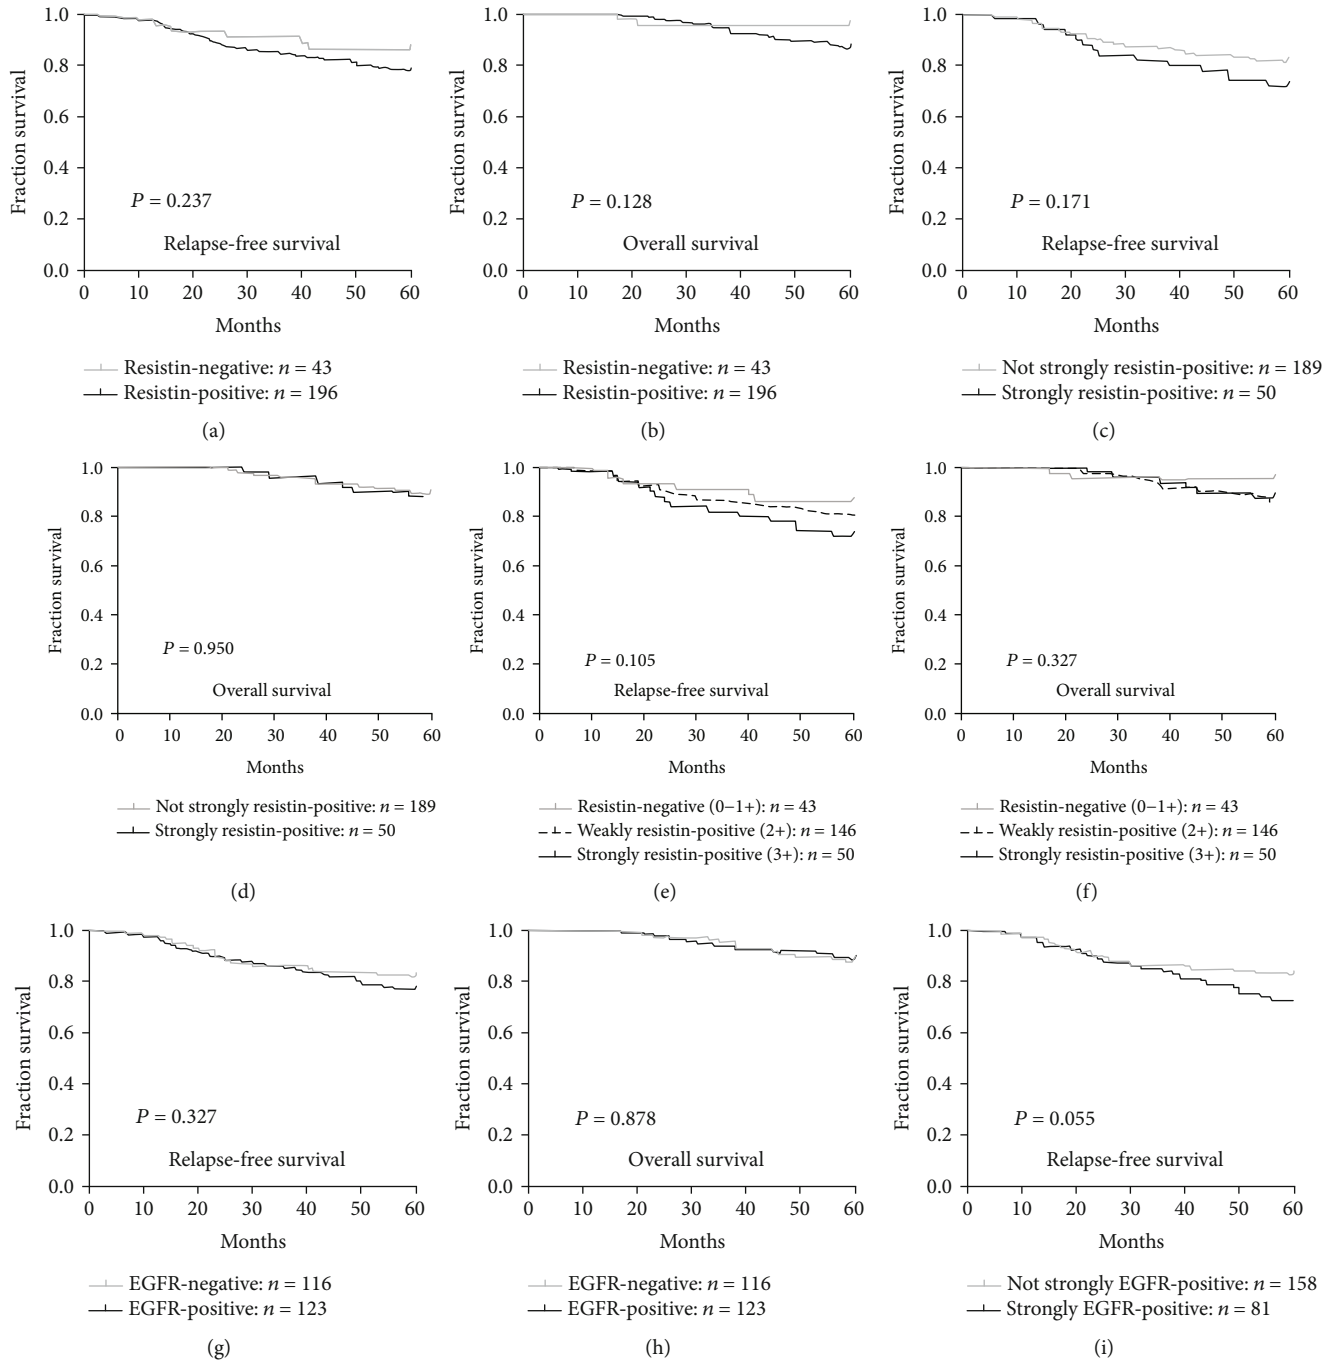 1.0
0.8
0.6
0.4
0.2
0.0
Fraction survival
P = 0.237
Relapse-free survival
0 10 20 30 40 50 60
Months
Resistin-negative: n = 43
Resistin-positive: n = 196
(a)
1.0
0.8
0.6
0.4
0.2
0.0
Fraction survival
P = 0.128
Overall survival
0 10 20 30 40 50 60
Months
Resistin-negative: n = 43
Resistin-positive: n = 196
(b)
1.0
0.8
0.6
0.4
0.2
0.0
Fraction survival
P = 0.171
Relapse-free survival
0 10 20 30 40 50 60
Months
Not strongly resistin-positive: n = 189
Strongly resistin-positive: n = 50
(c)
1.0
0.8
0.6
0.4
0.2
0.0
Fraction survival
P = 0.950
Overall survival
0 10 20 30 40 50 60
Months
Not strongly resistin-positive: n = 189
Strongly resistin-positive: n = 50
(d)
1.0
0.8
0.6
0.4
0.2
0.0
Fraction survival
P = 0.105
Relapse-free survival
0 10 20 30 40 50 60
Months
Resistin-negative (0−1+): n = 43
Weakly resistin-positive (2+): n = 146
Strongly resistin-positive (3+): n = 50
(e)
1.0
0.8
0.6
0.4
0.2
0.0
Fraction survival
P = 0.327
Overall survival
0 10 20 30 40 50 60
Months
Resistin-negative (0−1+): n = 43
Weakly resistin-positive (2+): n = 146
Strongly resistin-positive (3+): n = 50
(f)
1.0
0.8
0.6
0.4
0.2
0.0
Fraction survival
P = 0.327
Relapse-free survival
0 10 20 30 40 50 60
Months
EGFR-negative: n = 116
EGFR-positive: n = 123
(g)
1.0
0.8
0.6
0.4
0.2
0.0
Fraction survival
P = 0.878
Overall survival
0 10 20 30 40 50 60
Months
EGFR-negative: n = 116
EGFR-positive: n = 123
(h)
1.0
0.8
0.6
0.4
0.2
0.0
Fraction survival
P = 0.055
Relapse-free survival
0 10 20 30 40 50 60
Months
Not strongly EGFR-positive: n = 158
Strongly EGFR-positive: n = 81
(i)